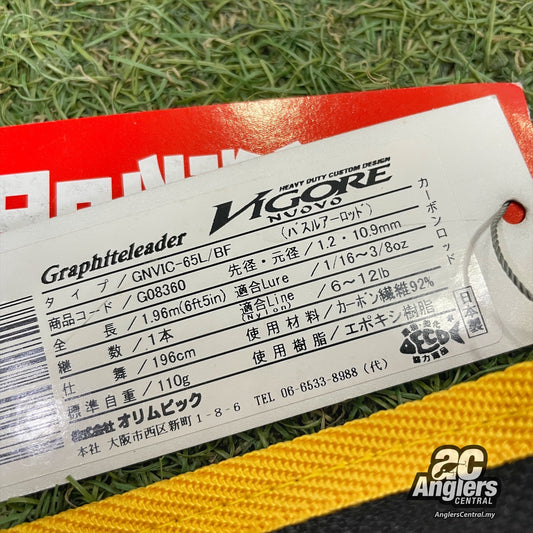 Graphiteleader
HEAVY DUTY CUSTOM DESIGN
VIGORE
NUOVO
(バスルアーロッド)
カーボンロッド
タイプ/GNVIC-65L/BF
先径・元径/1.2・10.9mm
商品コード/G08360
適合Lure/1/16~3/8oz
全長/1.96m(6ft5in)
適合Line(Nylon)/6~12lb
継数/1本
使用材料/カーボン繊維92%
仕舞/196cm
使用樹脂/エポキシ樹脂
標準自重/110g
日本製
協力商品
株式会社オリムピック
本社 大阪市西区新町1-8-6 TEL 06-6533-8988(代)
AC
Anglers
CENTRAL
AnglersCentral.my